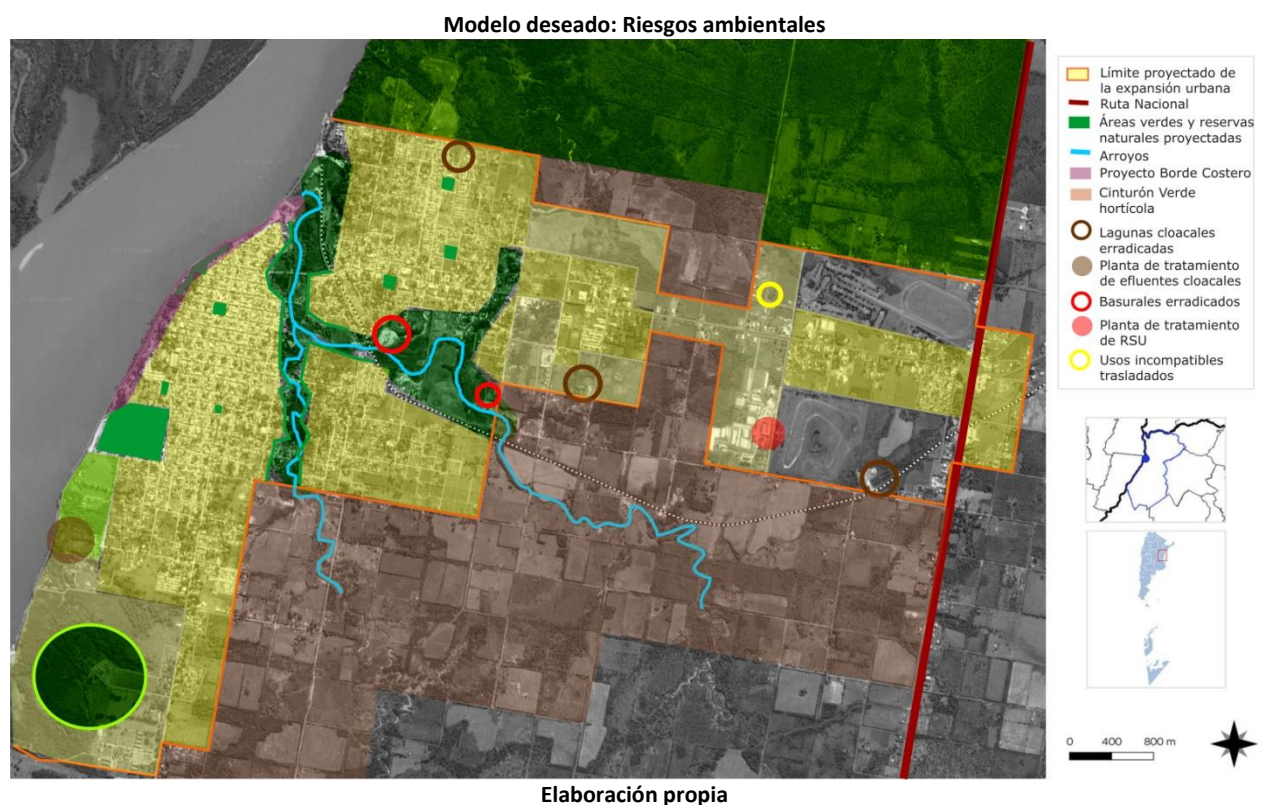 Modelo deseado: Riesgos ambientales
Límite proyectado de
la expansión urbana
Ruta Nacional
Áreas verdes y reservas
naturales proyectadas
Arroyos
Proyecto Borde Costero
Cinturón Verde
hortícola
Lagunas cloacales
erradicadas
Planta de tratamiento
de efluentes cloacales
Basurales erradicados
Planta de tratamiento
de RSU
Usos incompatibles
trasladados
0 400 800 m
Elaboración propia